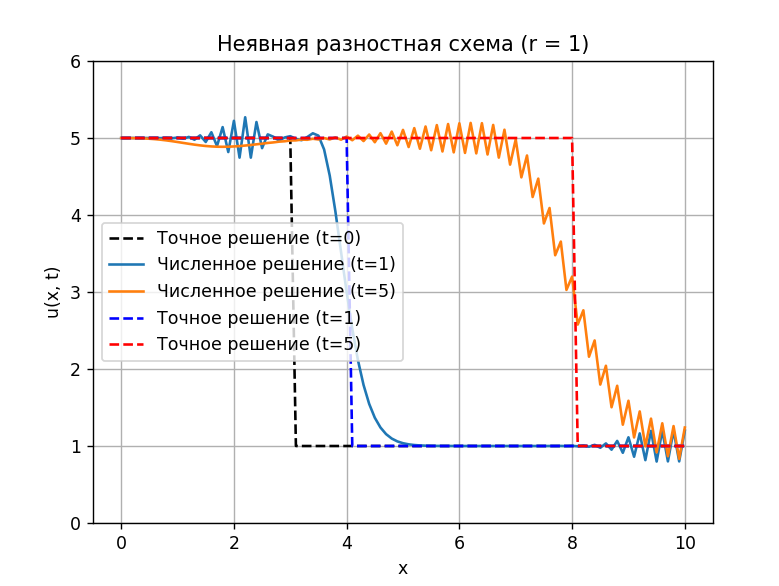 Неявная разностная схема (r = 1)
u(x, t)
6
5
4
3
2
1
0
Точное решение (t=0)
Численное решение (t=1)
Численное решение (t=5)
Точное решение (t=1)
Точное решение (t=5)
0 2 4 6 8 10
x